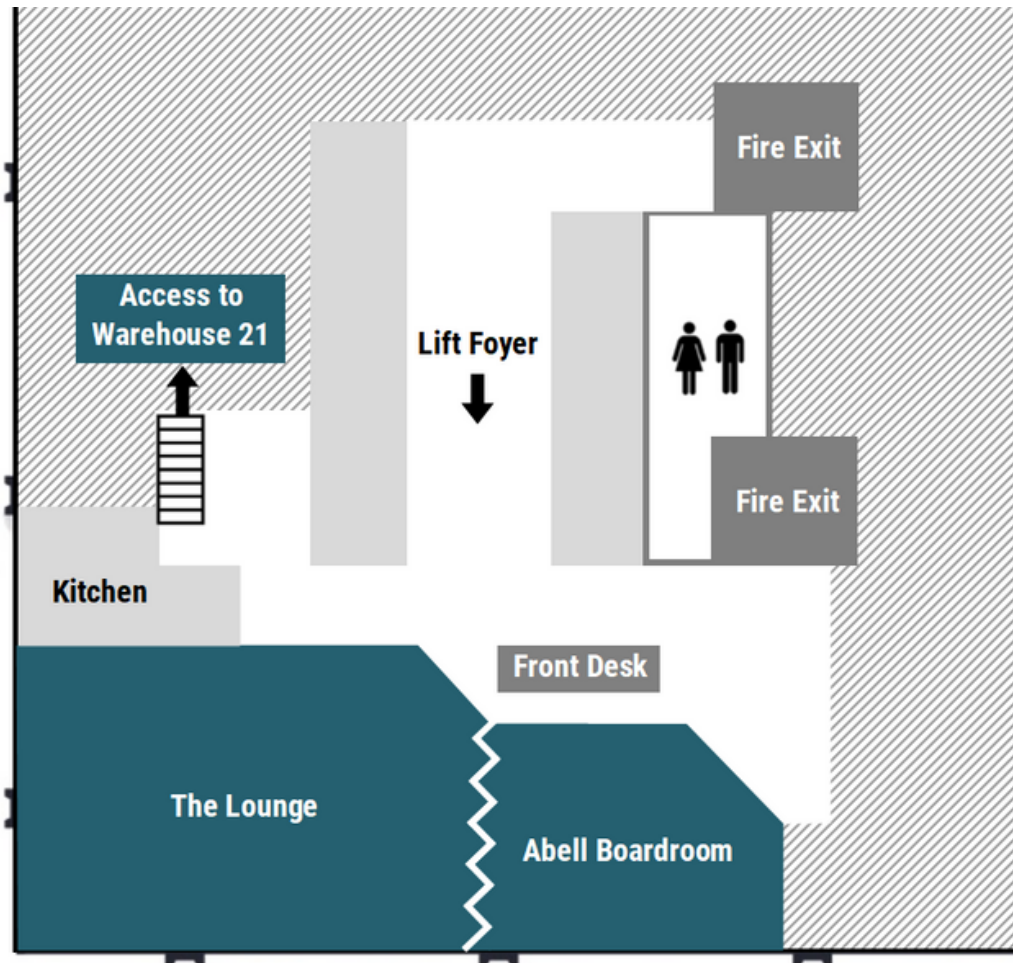 Fire Exit
Access to
Warehouse 21
Lift Foyer
Fire Exit
Kitchen
Front Desk
The Lounge
Abell Boardroom